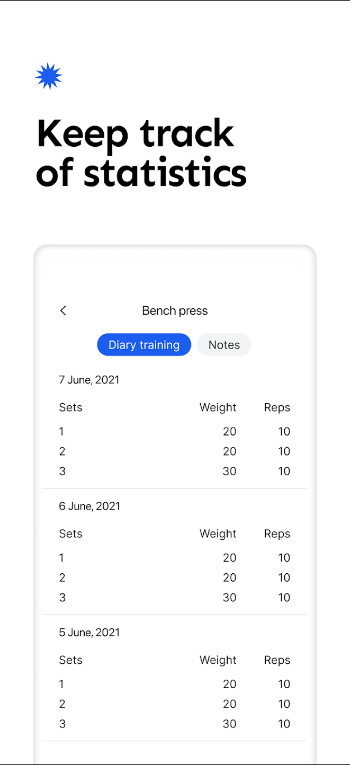 Keep track
of statistics
Bench press
Diary training Notes
7 June, 2021
Sets Weight Reps
1 20 10
2 20 10
3 30 10
6 June, 2021
Sets Weight Reps
1 20 10
2 20 10
3 30 10
5 June, 2021
Sets Weight Reps
1 20 10
2 20 10
3 30 10